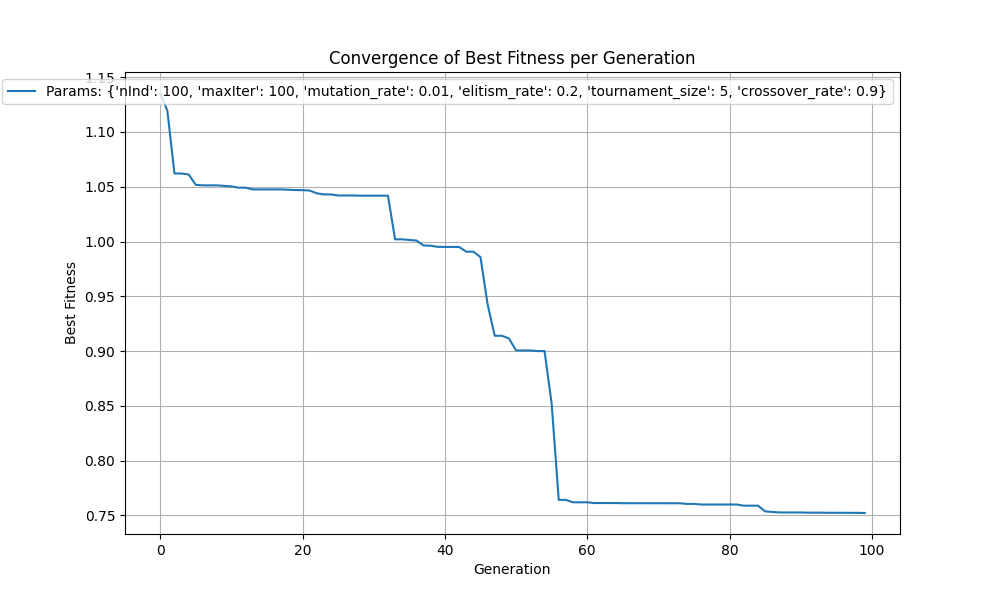 Convergence of Best Fitness per Generation
Params: {'nInd': 100, 'maxIter': 100, 'mutation_rate': 0.01, 'elitism_rate': 0.2, 'tournament_size': 5, 'crossover_rate': 0.9}
1.15
1.10
1.05
1.00
0.95
0.90
0.85
0.80
0.75
Best Fitness
0 20 40 60 80 100
Generation